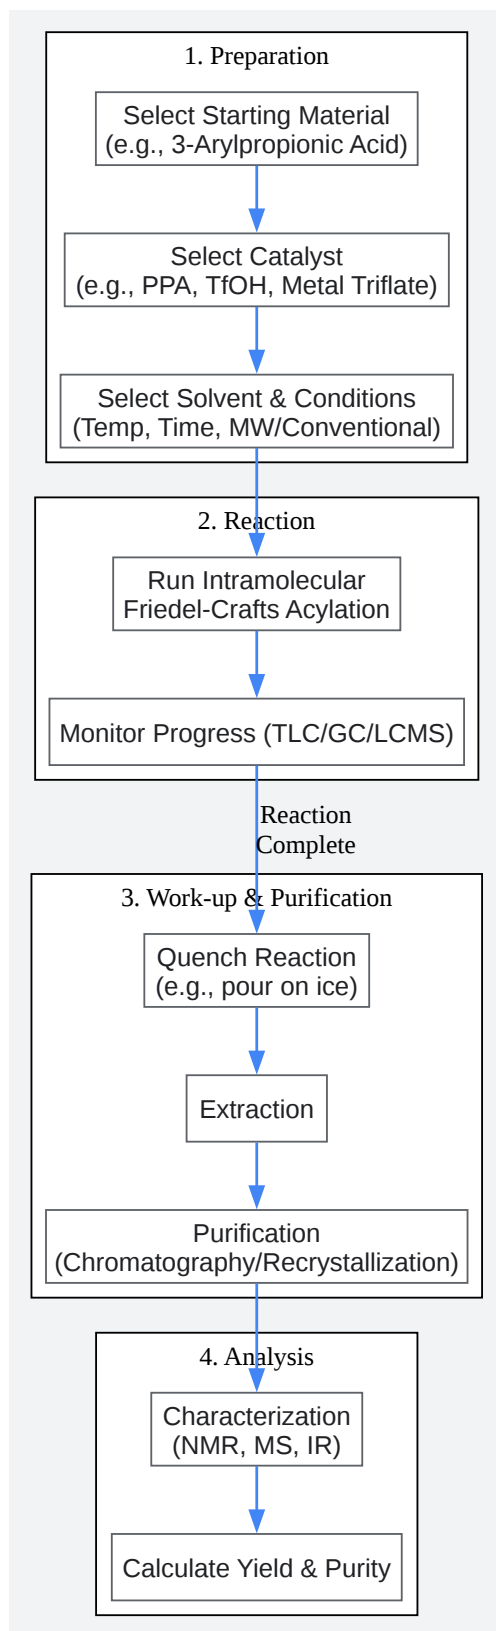 1. Preparation
Select Starting Material
(e.g., 3-Arylpropionic Acid)
Select Catalyst
(e.g., PPA, TfOH, Metal Triflate)
Select Solvent & Conditions
(Temp, Time, MW/Conventional)
2. Reaction
Run Intramolecular
Friedel-Crafts Acylation
Monitor Progress (TLC/GC/LCMS)
Reaction
Complete
3. Work-up & Purification
Quench Reaction
(e.g., pour on ice)
Extraction
Purification
(Chromatography/Recrystallization)
4. Analysis
Characterization
(NMR, MS, IR)
Calculate Yield & Purity